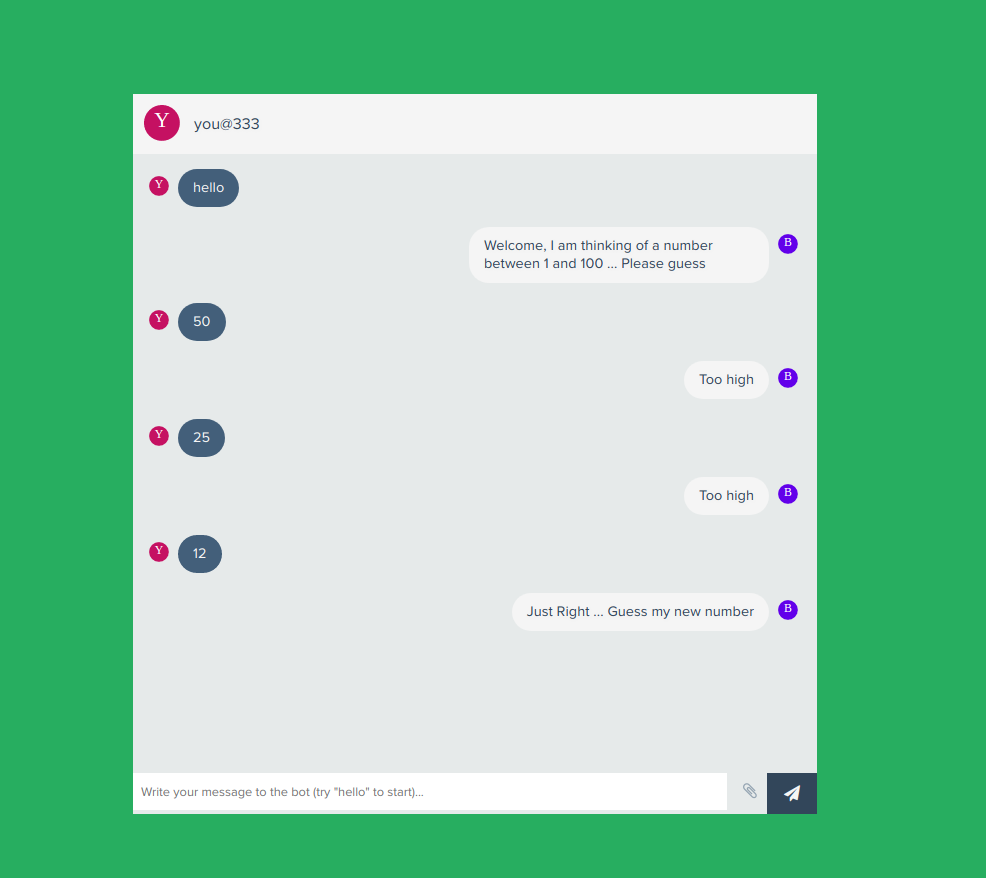 Y
you@333
Y
hello
Welcome, I am thinking of a number
between 1 and 100 ... Please guess
B
Y
50
Too high
B
Y
25
Too high
B
Y
12
Just Right ... Guess my new number
B
Write your message to the bot (try "hello" to start)...